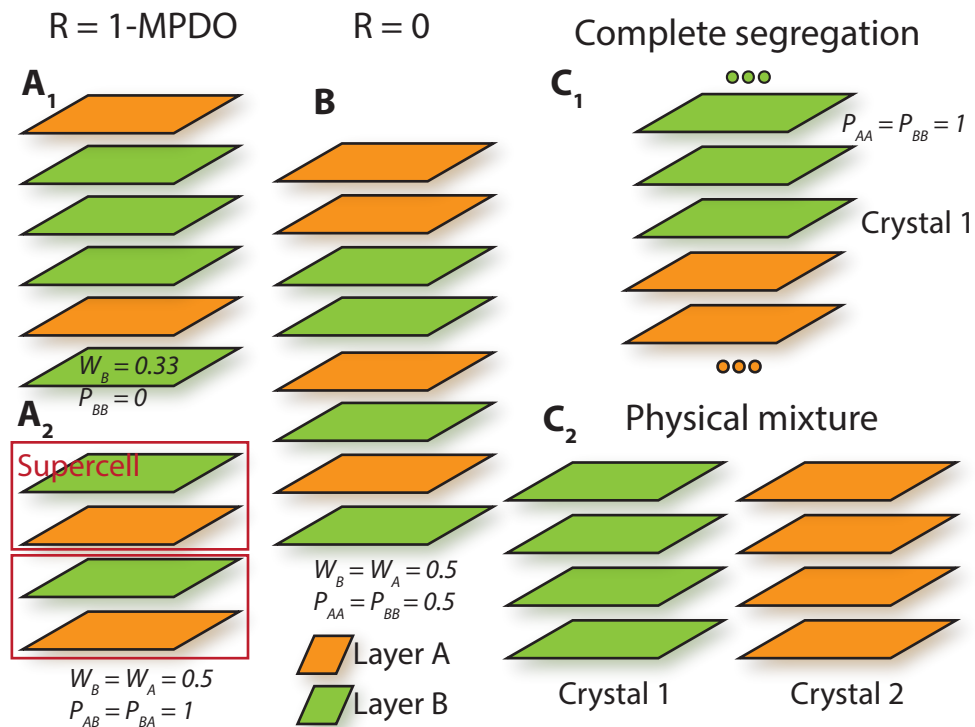 R = 1-MPDO
R = 0
Complete segregation
A₁
B
C₁
P_AA = P_BB = 1
Crystal 1
W_B = 0.33
P_BB = 0
A₂
Supercell
W_B = W_A = 0.5
P_AB = P_BA = 1
W_B = W_A = 0.5
P_AA = P_BB = 0.5
Layer A
Layer B
C₂
Physical mixture
Crystal 1
Crystal 2